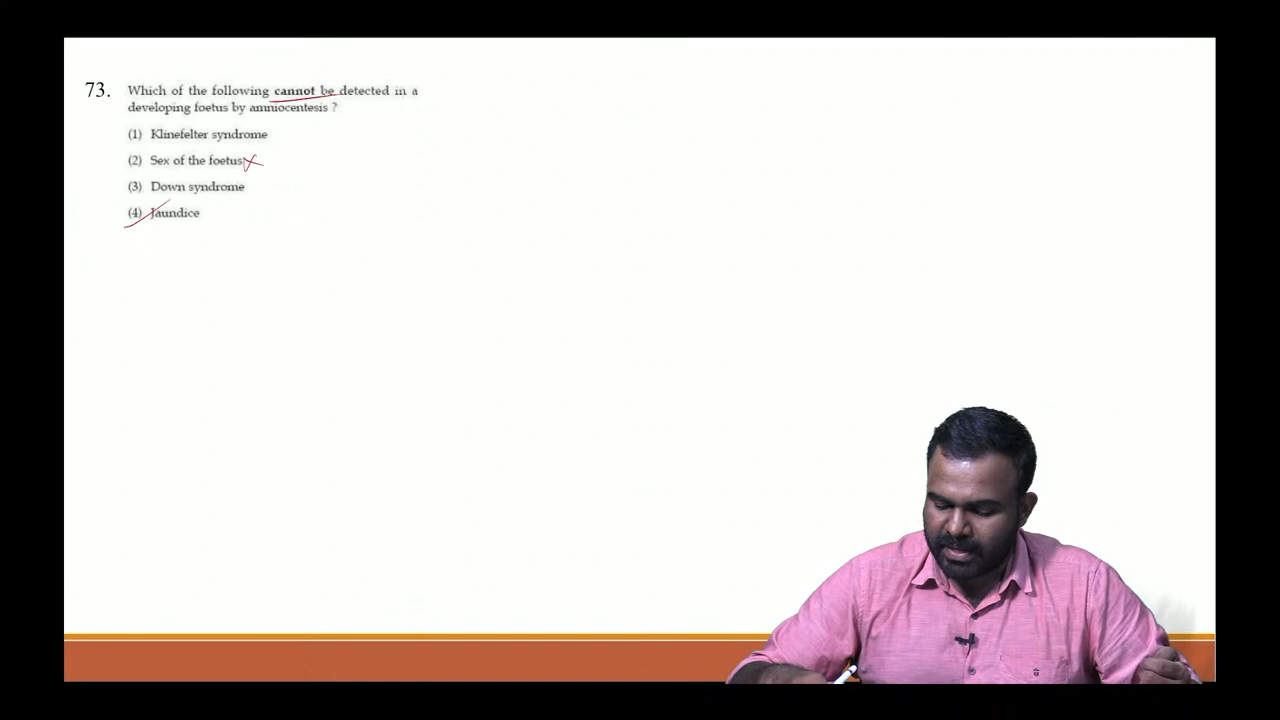 73. Which of the following cannot be detected in a
developing foetus by amniocentesis ?
(1) Klinefelter syndrome
(2) Sex of the foetus
(3) Down syndrome
(4) Jaundice